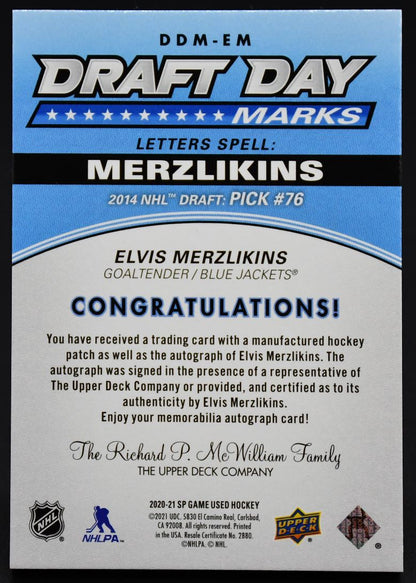 DDM-EM
DRAFT DAY
MARKS
LETTERS SPELL:
MERZLIKINS
2014 NHL™ DRAFT: PICK #76
ELVIS MERZLIKINS
GOALTENDER / BLUE JACKETS®
CONGRATULATIONS!
You have received a trading card with a manufactured hockey
patch as well as the autograph of Elvis Merzlikins. The
autograph was signed in the presence of a representative of
The Upper Deck Company or provided, and certified as to its
authenticity by Elvis Merzlikins.
Enjoy your memorabilia autograph card!
The Richard P. McWilliam Family
THE UPPER DECK COMPANY
2020-21 SP GAME USED HOCKEY
©2021 UDC. 5830 El Camino Real, Carlsbad,
CA 92008. All rights reserved. Printed
in the USA. Resolve Certificate No. 2880.
©NHLPA. © NHL.
NHL
NHLPA
UPPER
DECK